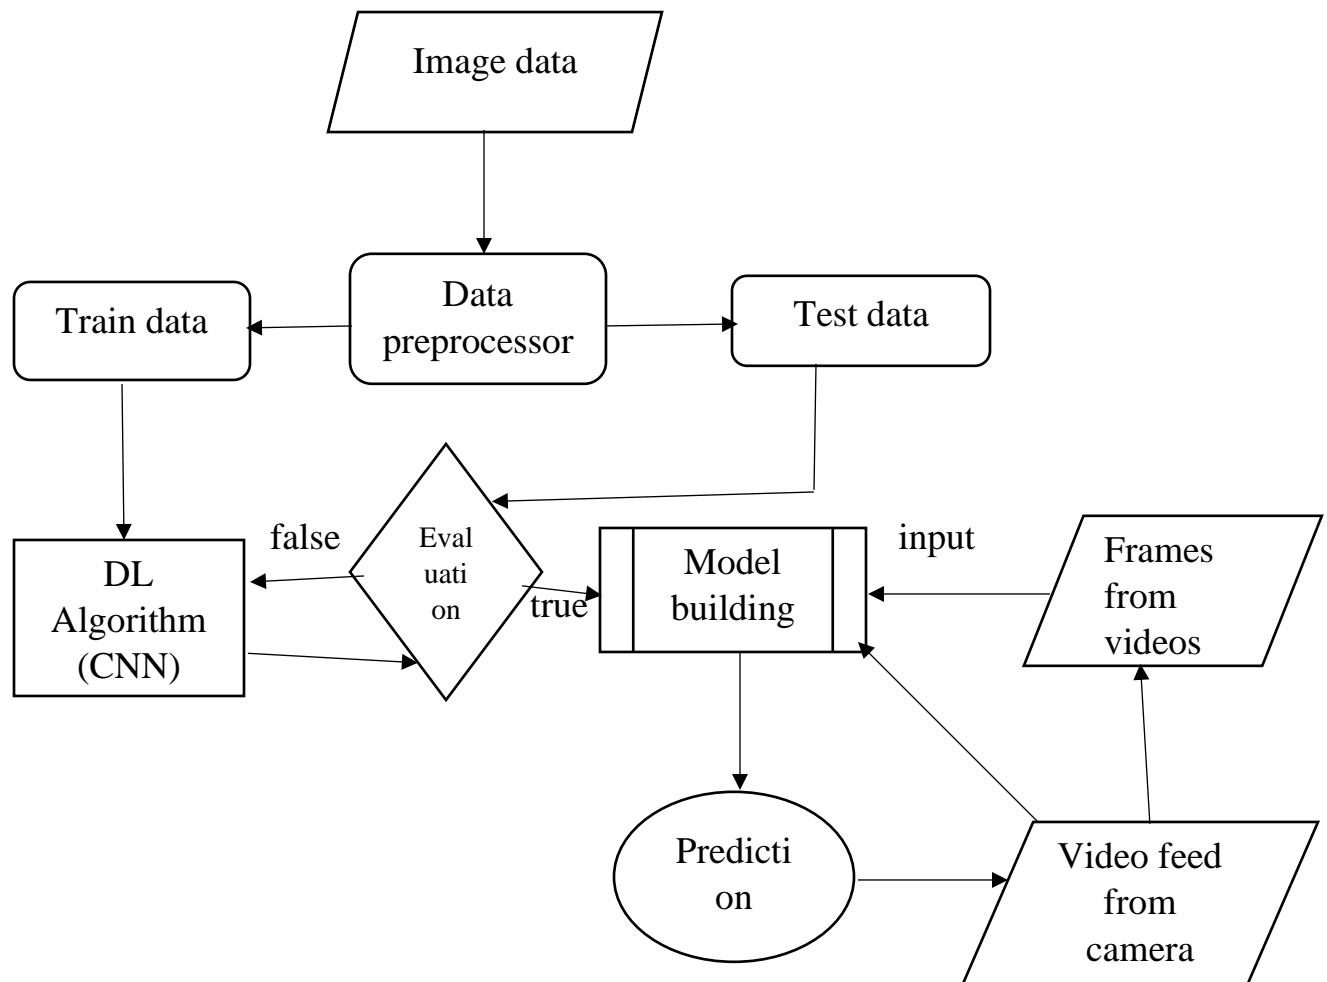 Image data
Data
preprocessor
Train data
Test data
false
Eval
uati
on
true
Model
building
input
Frames
from
videos
DL
Algorithm
(CNN)
Predicti
on
Video feed
from
camera